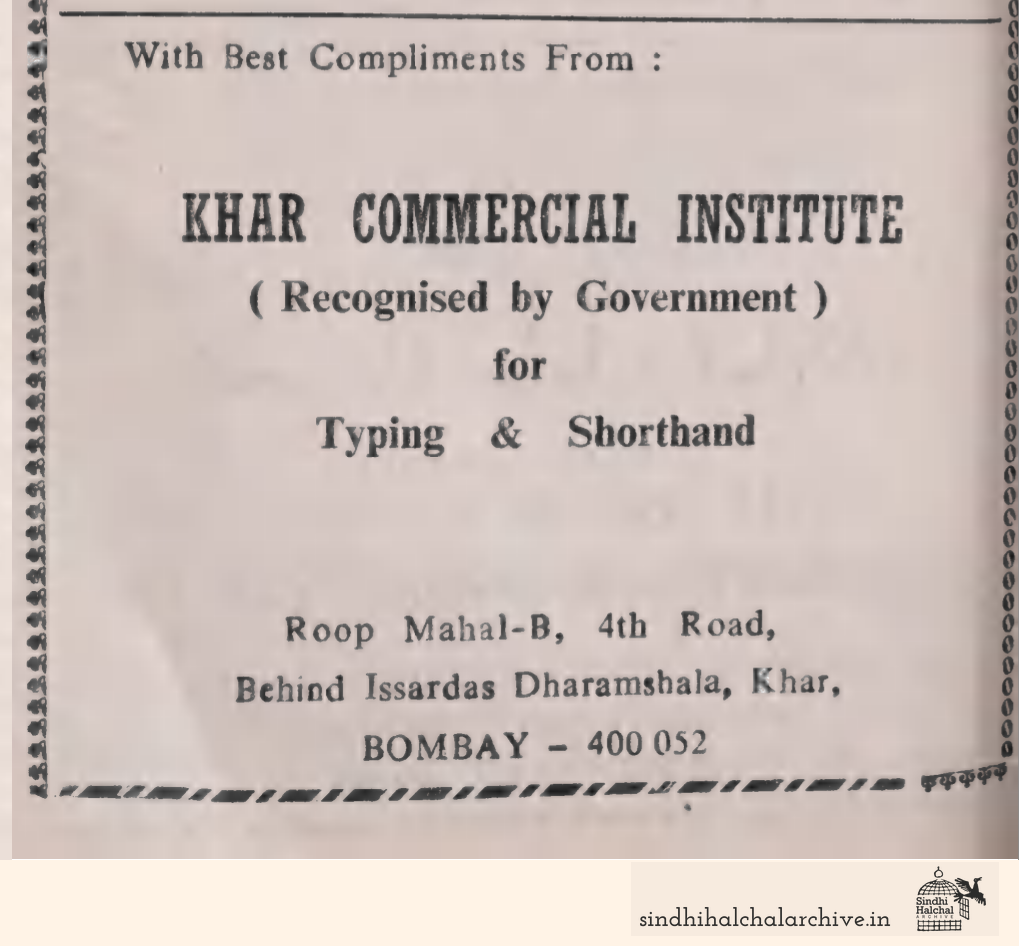 With Best Compliments From :
KHAR COMMERCIAL INSTITUTE
( Recognised by Government )
for
Typing & Shorthand
Roop Mahal-B, 4th Road,
Behind Issardas Dharamshala, Khar,
BOMBAY – 400 052
sindhihalchalarchive.in
Sindhi
Halchal
ARCHIVE